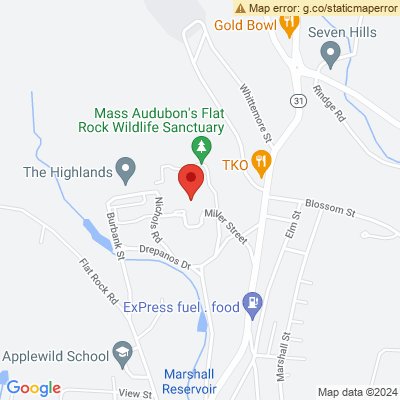 Map error: g.co/staticmaperror
Gold Bowl
Seven Hills
Whittemore St
Rindge Rd
31
Mass Audubon's Flat
Rock Wildlife Sanctuary
TKO
The Highlands
Nichols Rd
Burbank St
Miler Street
Blossom St
Elm St
Drepanos Dr
Flat Rock Rd
ExPress fuel . food
Marshall St
Applewild School
Marshall
Reservoir
View St
Google
Map data ©2024